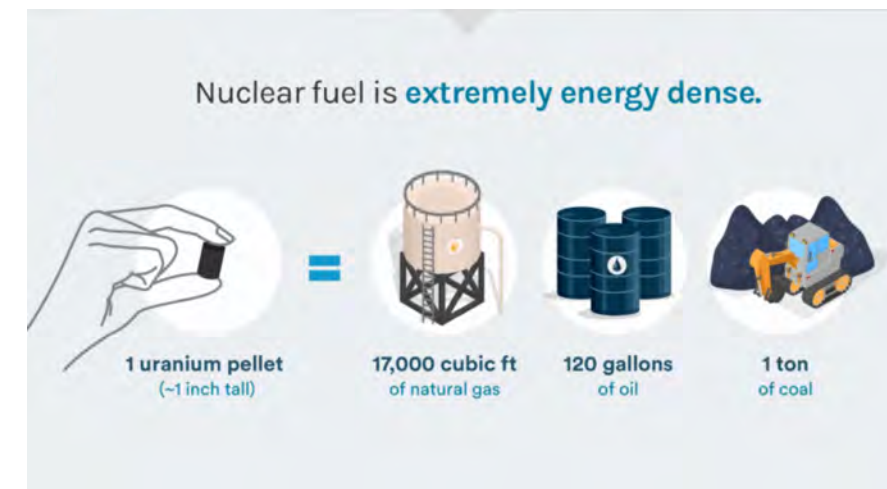 Nuclear fuel is extremely energy dense.
1 uranium pellet
(~1 inch tall)
=
17,000 cubic ft
of natural gas
120 gallons
of oil
1 ton
of coal